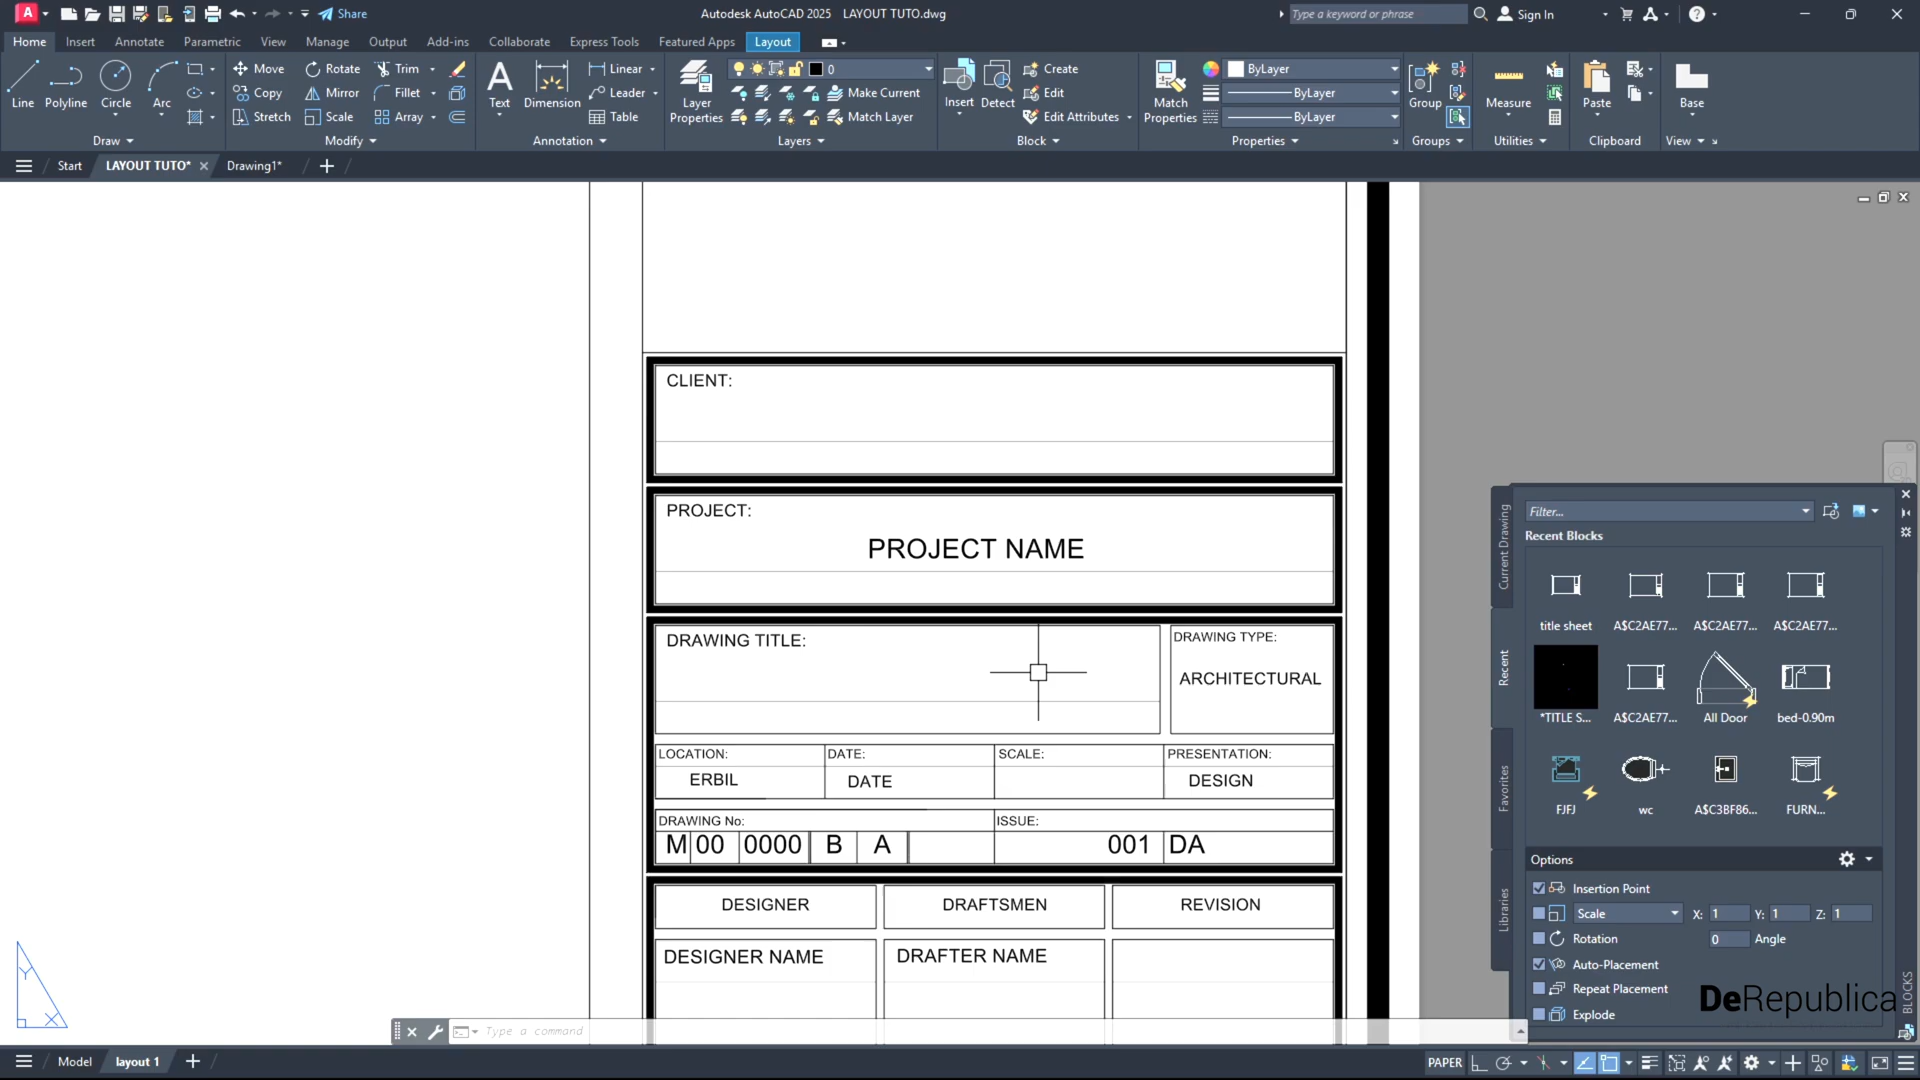 Share
Autodesk AutoCAD 2025 LAYOUT TUTO.dwg
Type a keyword or phrase
Sign In
Home Insert Annotate Parametric View Manage Output Add-ins Collaborate Express Tools Featured Apps Layout
Line Polyline Circle Arc
Move Rotate Trim
Copy Mirror Fillet
Stretch Scale Array
Text Dimension
Linear
Leader
Table
Layer Properties
0
Make Current
Match Layer
Insert Detect
Create
Edit
Edit Attributes
Match Properties
ByLayer
ByLayer
ByLayer
Group Measure Paste Base
Draw Modify Annotation Layers Block Properties Groups Utilities Clipboard View
Start LAYOUT TUTO* Drawing1*
CLIENT:
PROJECT:
PROJECT NAME
DRAWING TITLE:
DRAWING TYPE:
ARCHITECTURAL
LOCATION: DATE: SCALE: PRESENTATION:
ERBIL DATE DESIGN
DRAWING No: ISSUE:
M 00 0000 B A 001 DA
DESIGNER DRAFTSMEN REVISION
DESIGNER NAME DRAFTER NAME
Y
X
Type a command
Current Drawing
Recent
Favorites
Libraries
Filter...
Recent Blocks
title sheet A$C2AE77... A$C2AE77... A$C2AE77...
*TITLE S... A$C2AE77... All Door bed-0.90m
FJFJ wc A$C3BF86... FURN...
Options
Insertion Point
Scale X: 1 Y: 1 Z: 1
Rotation 0 Angle
Auto-Placement
Repeat Placement
Explode
BLOCKS
DeRepublica
Model layout 1
PAPER